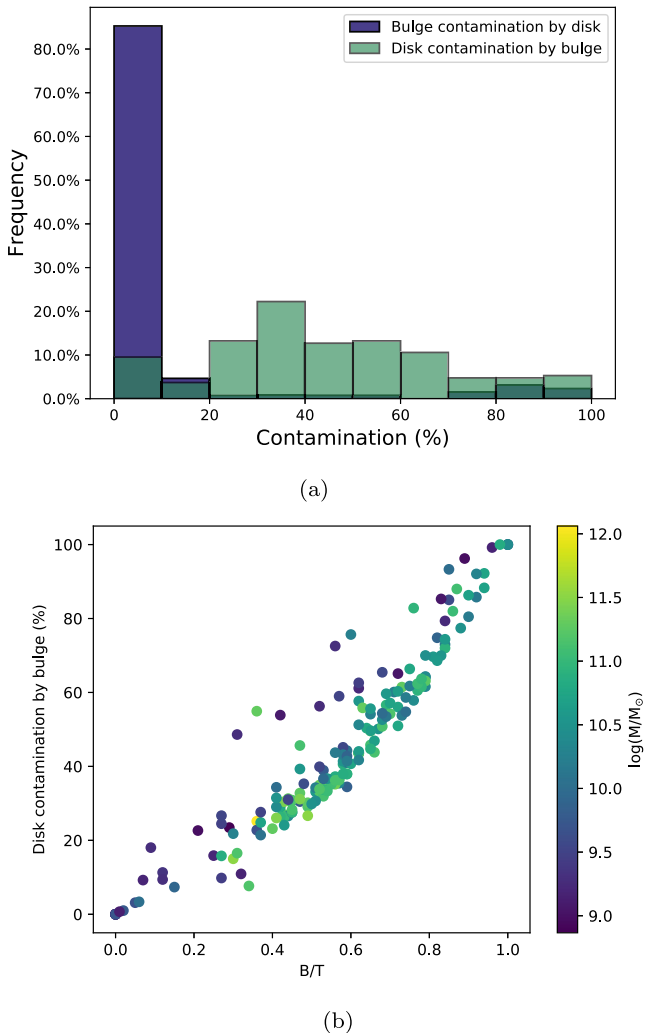 Bulge contamination by disk
Disk contamination by bulge
80.0%
70.0%
60.0%
50.0%
40.0%
30.0%
20.0%
10.0%
0.0%
Frequency
0 20 40 60 80 100
Contamination (%)
(a)
100
80
60
40
20
0
Disk contamination by bulge (%)
0.0 0.2 0.4 0.6 0.8 1.0
B/T
12.0
11.5
11.0
10.5
10.0
9.5
9.0
log(M/M⊙)
(b)